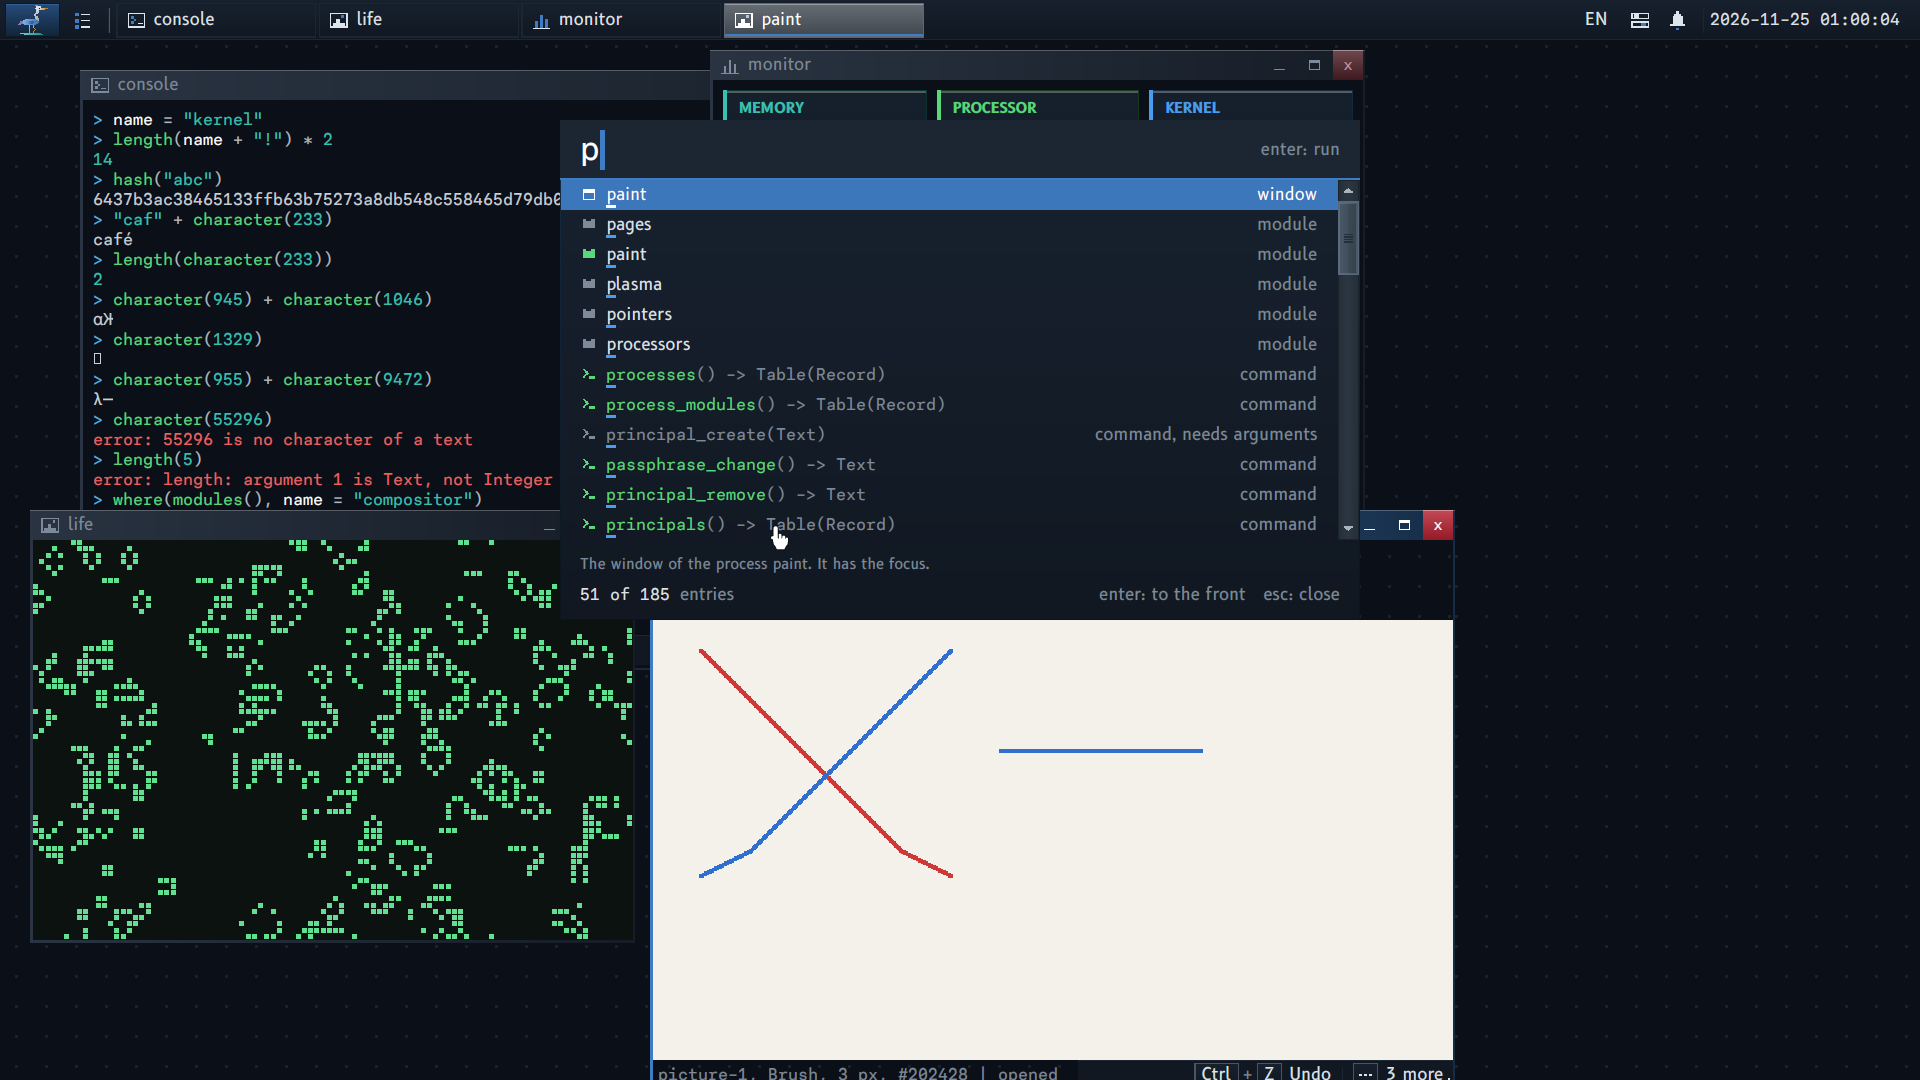 console
life
monitor
paint
EN
2026-11-25 01:00:04
console
> name = "kernel"
> length(name + "!") * 2
14
> hash("abc")
6437b3ac38465133ffb63b75273a8db548c558465d79db0
> "caf" + character(233)
café
> length(character(233))
2
> character(945) + character(1046)
αЖ
> character(1329)
> character(955) + character(9472)
λ─
> character(55296)
error: 55296 is no character of a text
> length(5)
error: length: argument 1 is Text, not Integer
> where(modules(), name = "compositor")
monitor
x
MEMORY
PROCESSOR
KERNEL
p
enter: run
paint window
pages module
paint module
plasma module
pointers module
processors module
processes() -> Table(Record) command
process_modules() -> Table(Record) command
principal_create(Text) command, needs arguments
passphrase_change() -> Text command
principal_remove() -> Text command
principals() -> Table(Record) command
The window of the process paint. It has the focus.
51 of 185 entries
enter: to the front
esc: close
life
x
picture-1, Brush, 3 px, #202428 | opened
Ctrl + Z Undo
3 more.